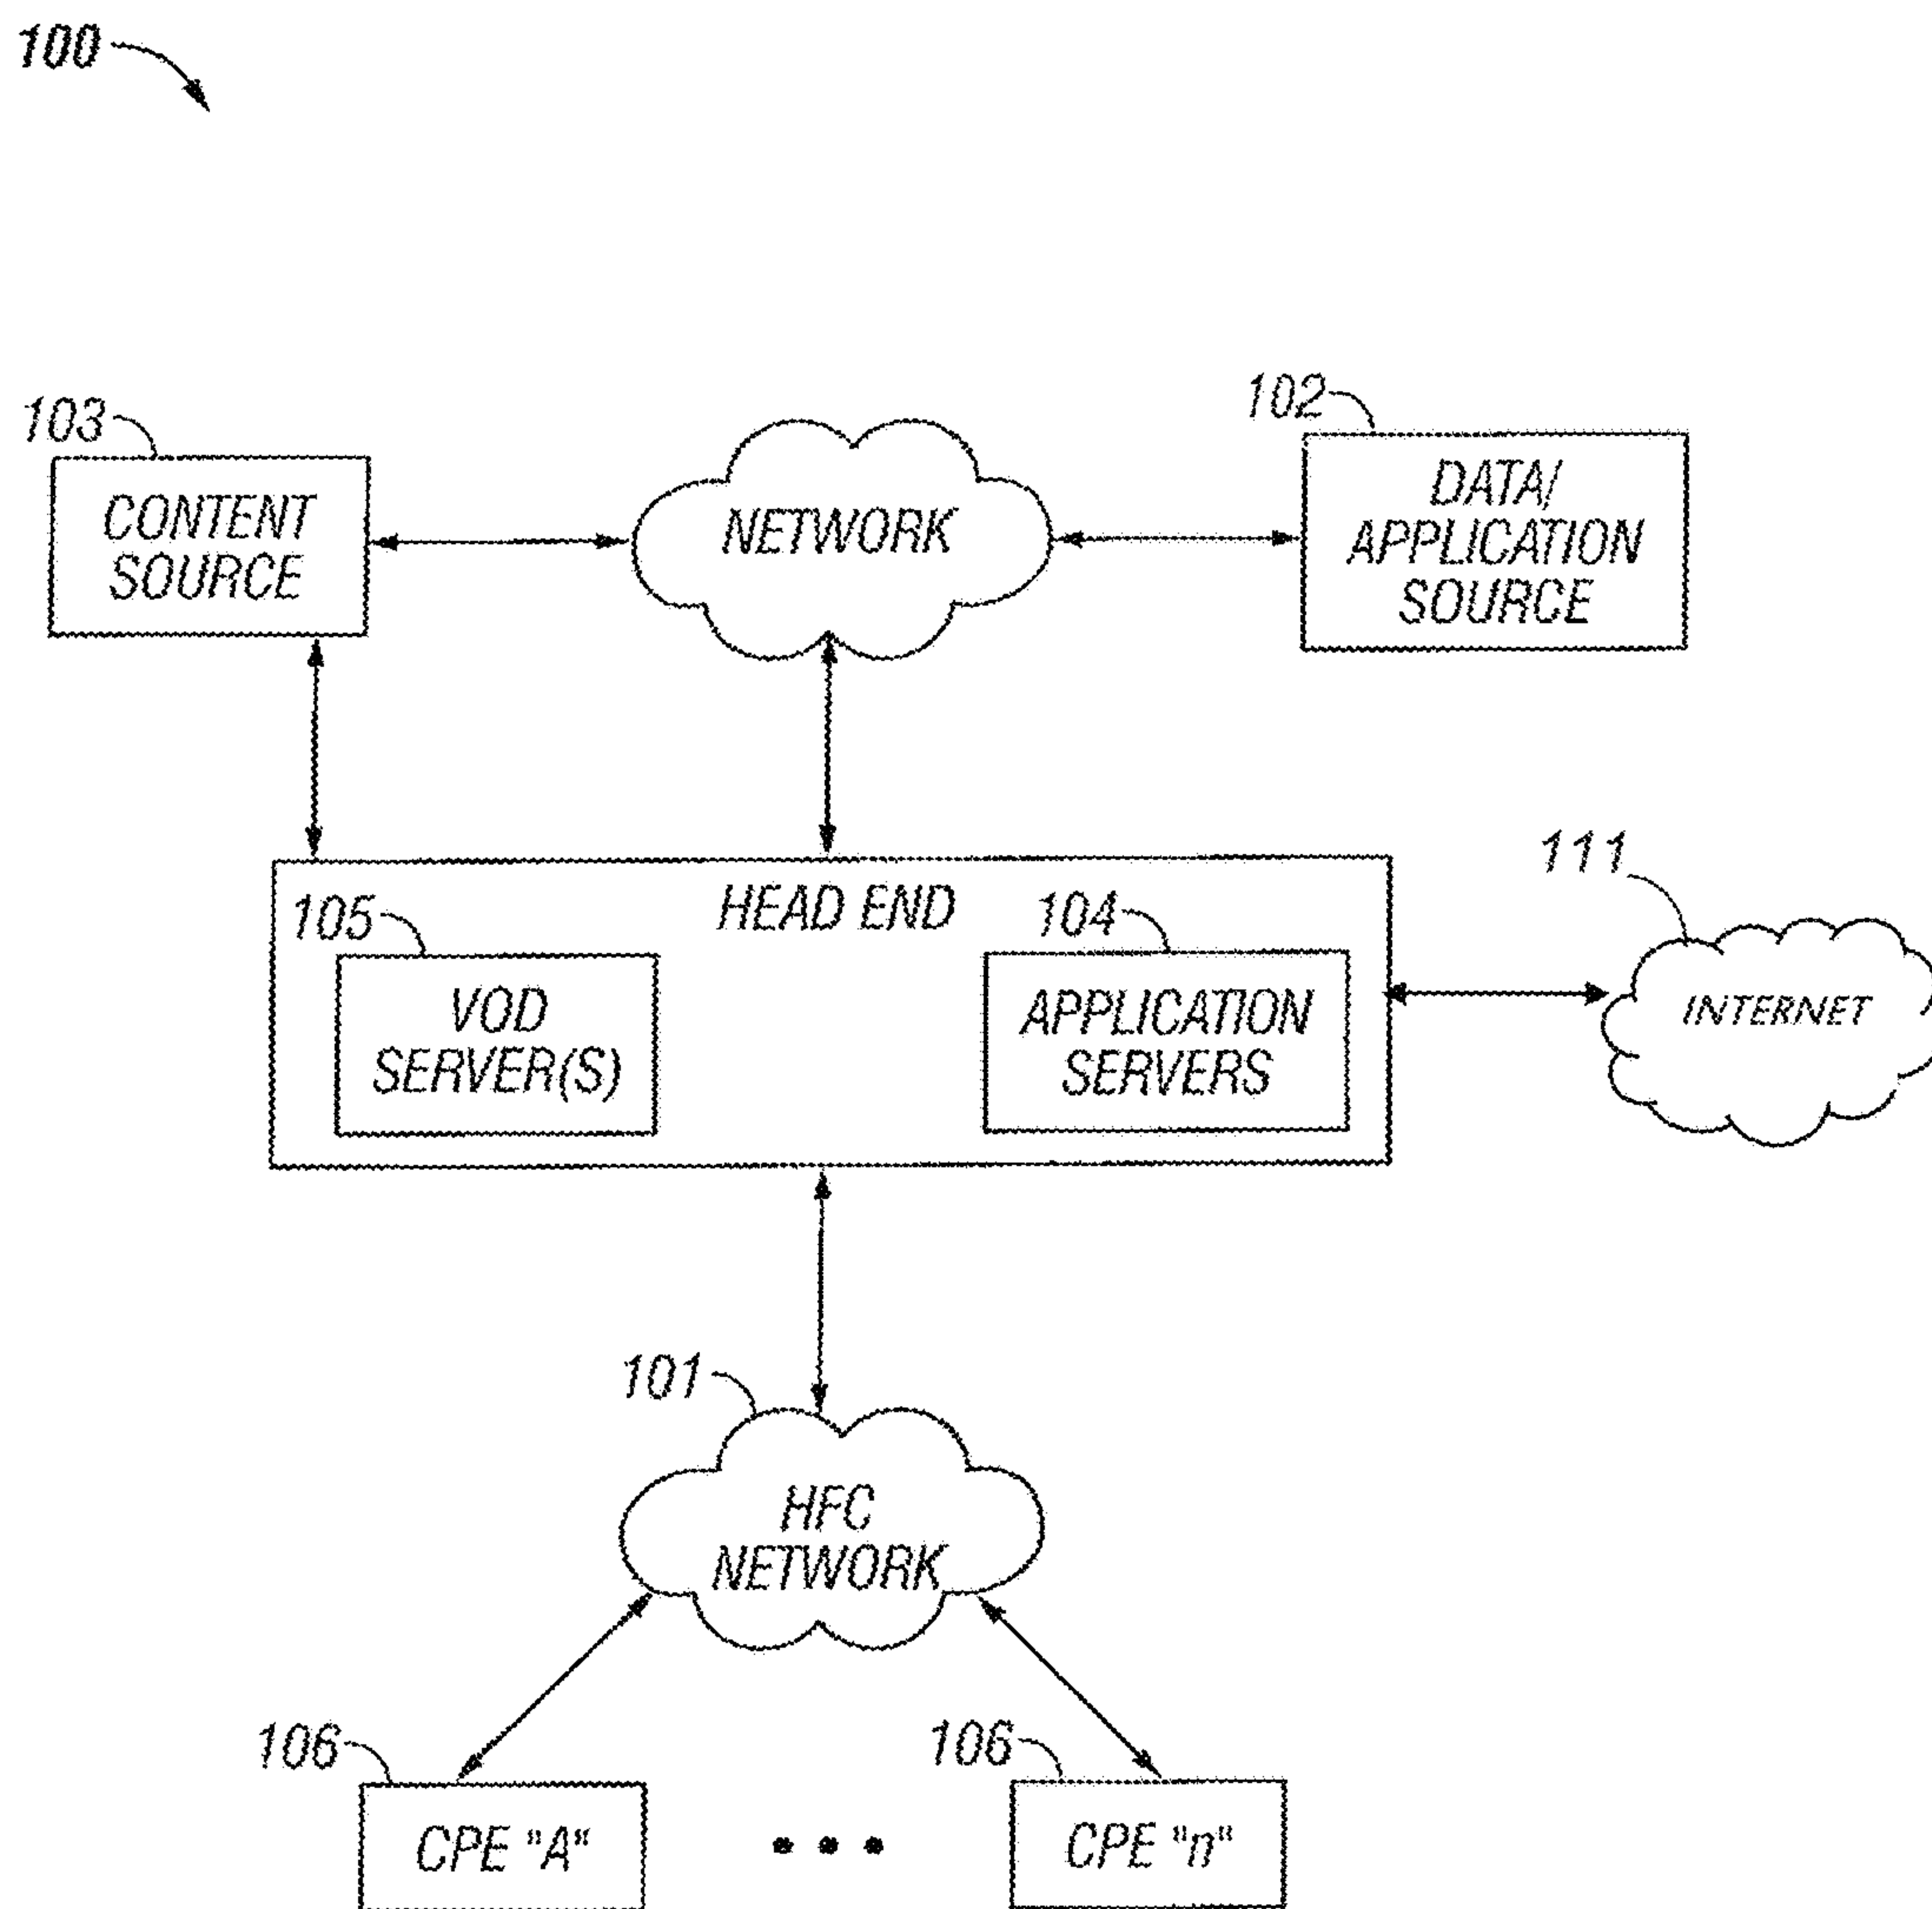 100
103
102
CONTENT
SOURCE
NETWORK
DATA/
APPLICATION
SOURCE
111
105
HEAD END
104
VOD
SERVER(S)
APPLICATION
SERVERS
INTERNET
101
HFC
NETWORK
106
106
CPE "A"
CPE "n"